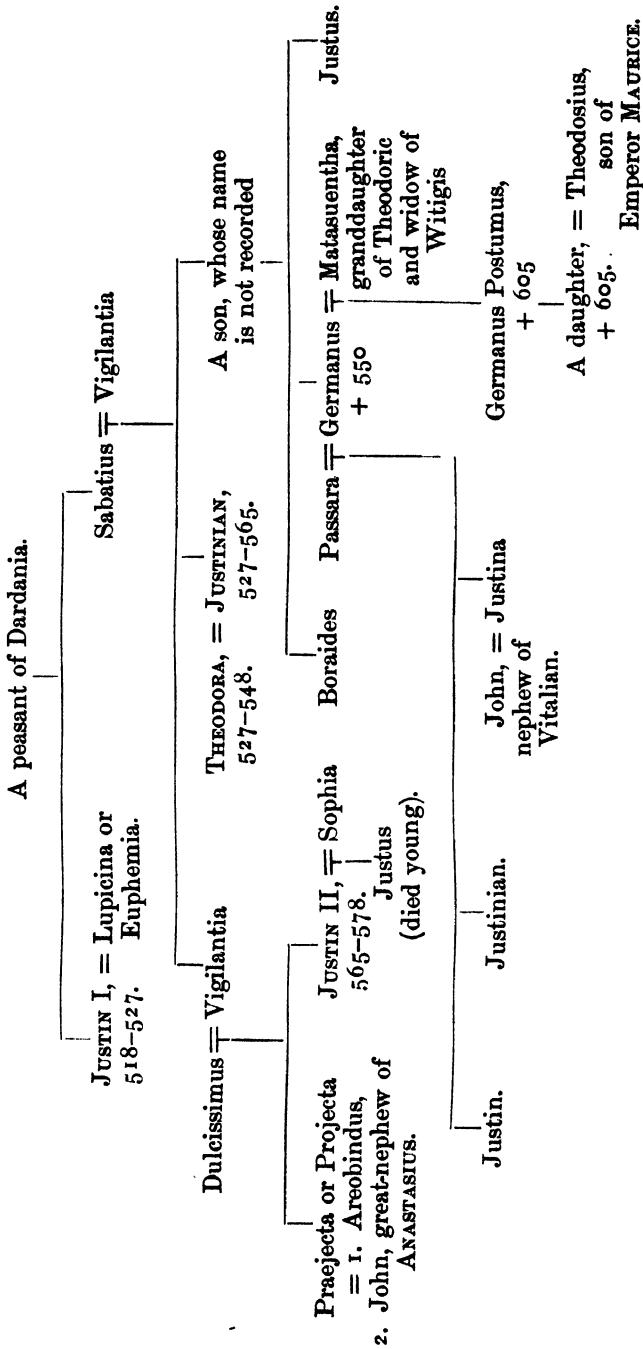 A peasant of Dardania.
JUSTIN I, = Lupicina or
518–527. Euphemia.
Sabatius = Vigilantia
Dulcissimus = Vigilantia
THEODORA, = JUSTINIAN,
527–548. 527–565.
A son, whose name
is not recorded
Praejecta or Projecta
= 1. Areobindus,
2. John, great-nephew of
ANASTASIUS.
JUSTIN II, = Sophia
565–578.
Justus
(died young).
Boraides
Passara = Germanus = Matasuentha,
+ 550
granddaughter
of Theodoric
and widow of
Witigis
Justus.
Justin.
Justinian.
John, = Justina
nephew of
Vitalian.
Germanus Postumus,
+ 605
A daughter, = Theodosius,
+ 605.
son of
Emperor MAURICE.